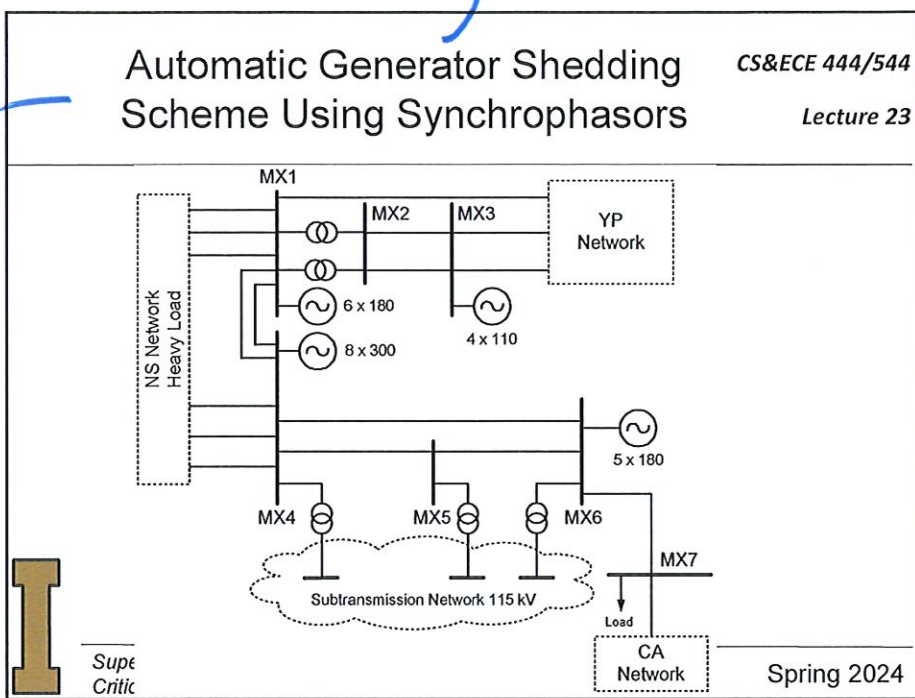 Automatic Generator Shedding
Scheme Using Synchrophasors
CS&ECE 444/544
Lecture 23
MX1
MX2
MX3
YP
Network
NS Network
Heavy Load
6 x 180
4 x 110
8 x 300
5 x 180
MX4
MX5
MX6
MX7
Subtransmission Network 115 kV
Load
CA
Network
I
Supe
Critic
Spring 2024